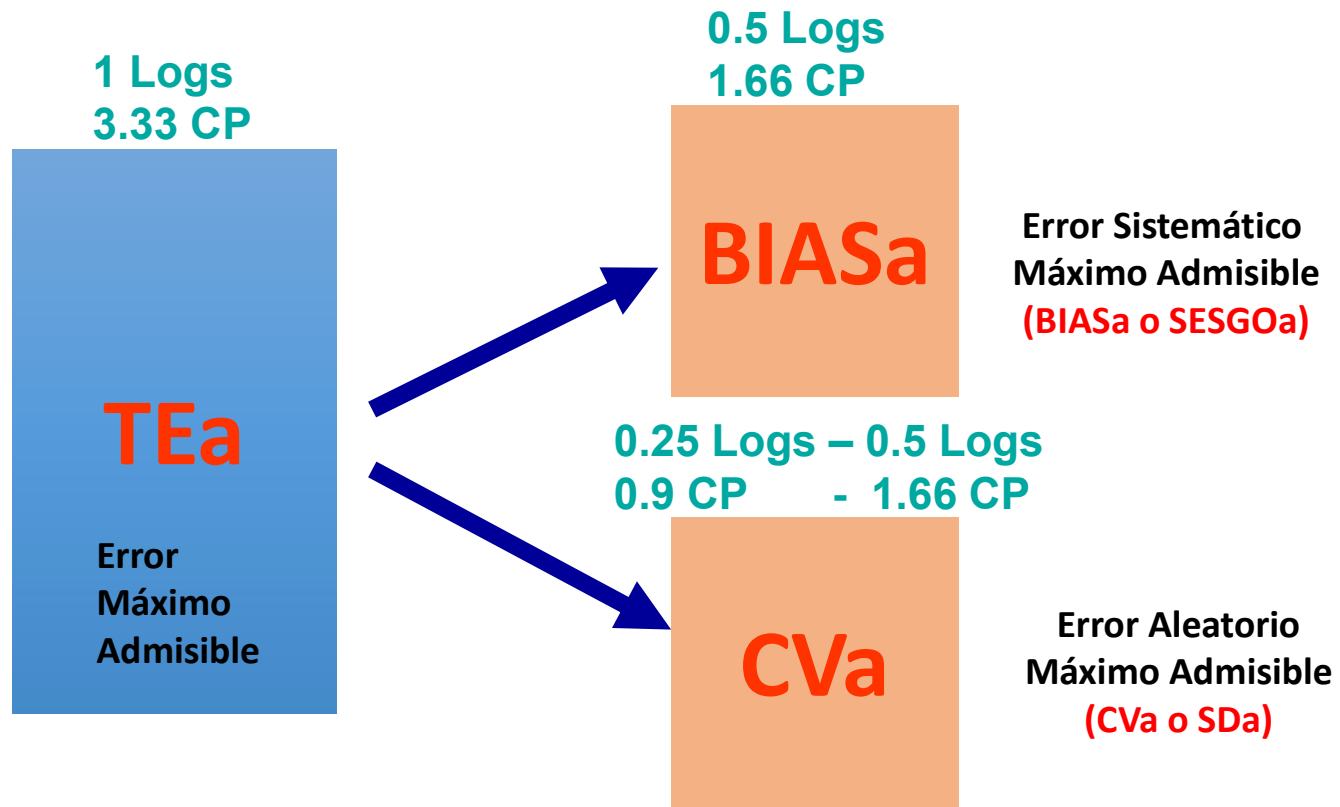 1 Logs
3.33 CP
TEa
Error
Máximo
Admisible
0.5 Logs
1.66 CP
BIASa
Error Sistemático
Máximo Admisible
(BIASa o SESGOa)
0.25 Logs – 0.5 Logs
0.9 CP - 1.66 CP
CVa
Error Aleatorio
Máximo Admisible
(CVa o SDa)